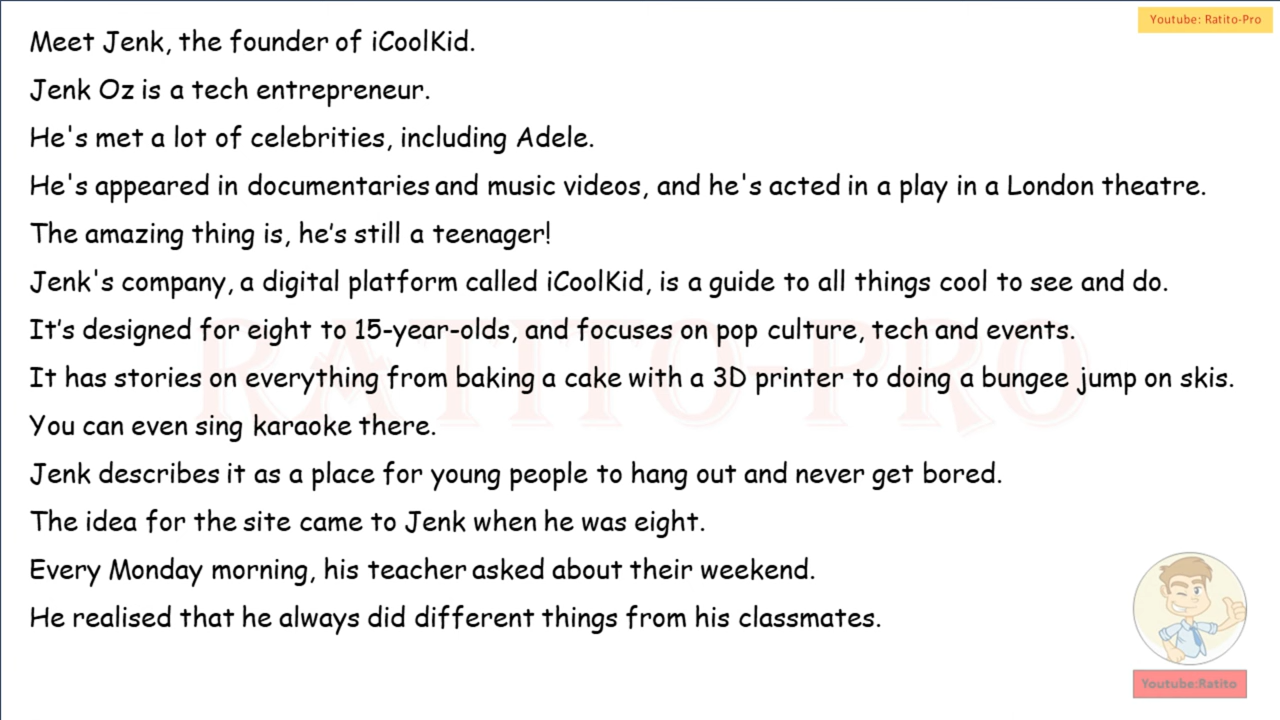 Youtube: Ratito-Pro
Meet Jenk, the founder of iCoolKid.
Jenk Oz is a tech entrepreneur.
He's met a lot of celebrities, including Adele.
He's appeared in documentaries and music videos, and he's acted in a play in a London theatre.
The amazing thing is, he’s still a teenager!
Jenk's company, a digital platform called iCoolKid, is a guide to all things cool to see and do.
It’s designed for eight to 15-year-olds, and focuses on pop culture, tech and events.
RATITO-PRO
It has stories on everything from baking a cake with a 3D printer to doing a bungee jump on skis.
You can even sing karaoke there.
Jenk describes it as a place for young people to hang out and never get bored.
The idea for the site came to Jenk when he was eight.
Every Monday morning, his teacher asked about their weekend.
He realised that he always did different things from his classmates.
Youtube:Ratito